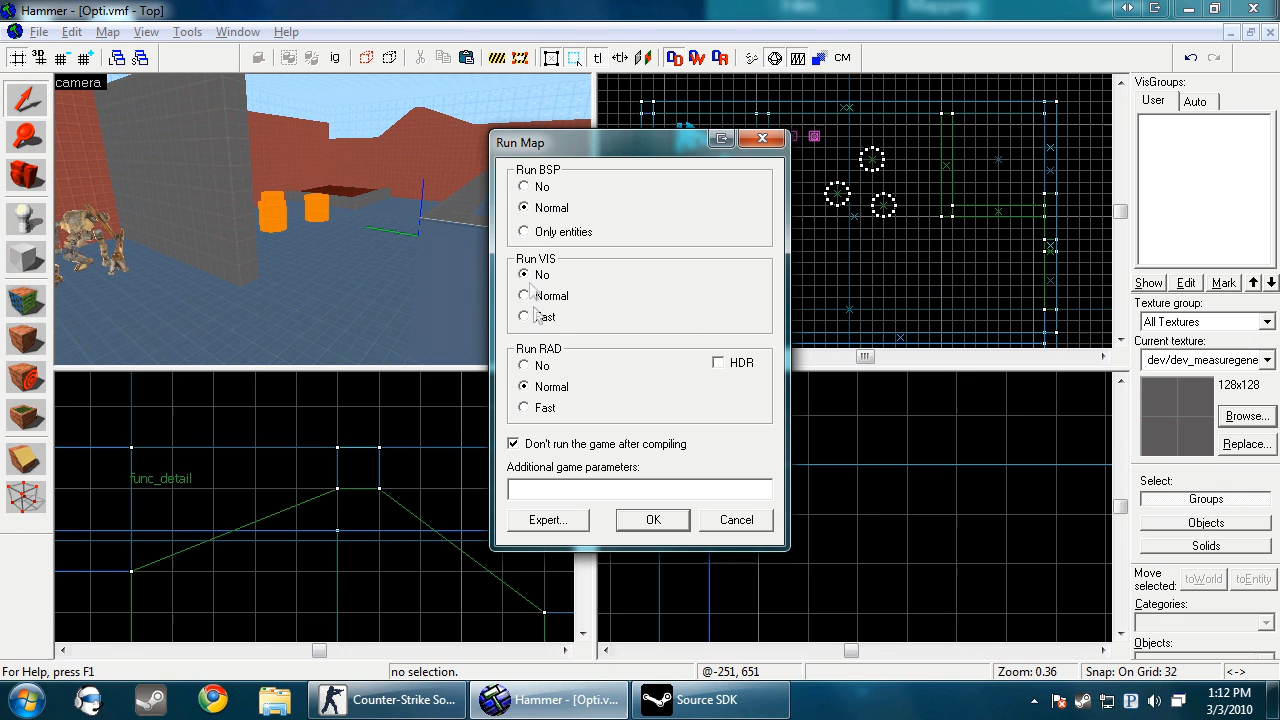 Hammer - [Opti.vmf - Top]
File Edit View Map View Tools Window Help
3D
iq
tl
CM
camera
Run Map
Run BSP
No
Normal
Only entities
Run VIS
No
Normal
Fast
Run RAD
No
HDR
Normal
Fast
Don't run the game after compiling
Additional game parameters:
Expert...
OK
Cancel
func_detail
VisGroups:
User
Auto
Show
Edit
Mark
Texture group:
All Textures
Current texture:
dev/dev_measuregene
128x128
Browse...
Replace...
Select:
Groups
Objects
Solids
Move selected:
toWorld
toEntity
Categories:
Objects:
For Help, press F1
no selection.
@-251, 651
Zoom: 0.36
Snap: On Grid: 32
<->
Counter-Strike So...
Hammer - [Opti.v...
Source SDK
1:12 PM
3/3/2010